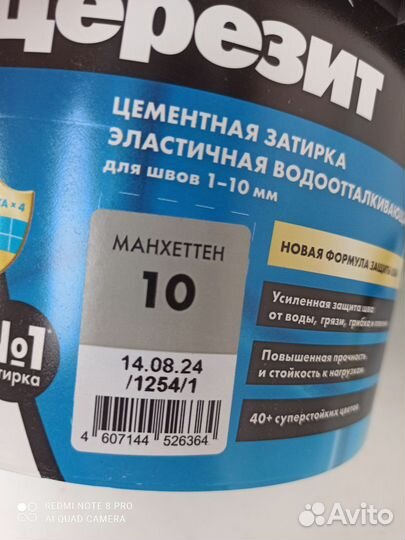 церезит
ЦЕМЕНТНАЯ ЗАТИРКА
ЭЛАСТИЧНАЯ
для швов 1–10 мм
× 4
МАНХЕТТЕН
10
14.08.24
/1254/1
4 607144 526364
№1
НОВАЯ ФОРМУЛА
Усиленная защита шва
от воды, грязи, грибка и
Повышенная прочность
и стойкость к нагрузкам
40+ суперстойких цветов
REDMI NOTE 8 PRO
AI QUAD CAMERA
Avito